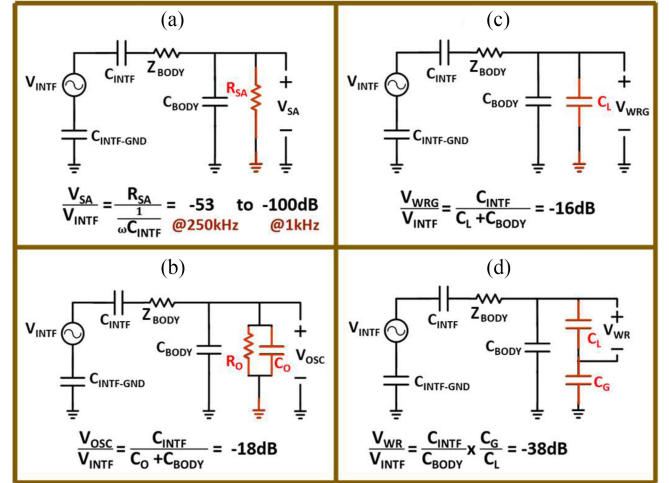 (a)
C_INTF
Z_BODY
V_INTF
C_BODY
R_SA
+
V_SA
−
C_INTF-GND
V_SA/V_INTF = R_SA/(1/ωC_INTF) = -53 to -100dB
@250kHz @1kHz
(c)
C_INTF
Z_BODY
V_INTF
C_BODY
C_L
+
V_WRG
−
C_INTF-GND
V_WRG/V_INTF = C_INTF/(C_L +C_BODY) = -16dB
(b)
C_INTF
Z_BODY
V_INTF
C_BODY
R_O
C_O
+
V_OSC
−
C_INTF-GND
V_OSC/V_INTF = C_INTF/(C_O +C_BODY) = -18dB
(d)
C_INTF
Z_BODY
V_INTF
C_BODY
C_L
+
V_WR
−
C_G
C_INTF-GND
V_WR/V_INTF = C_INTF/C_BODY x C_G/C_L = -38dB